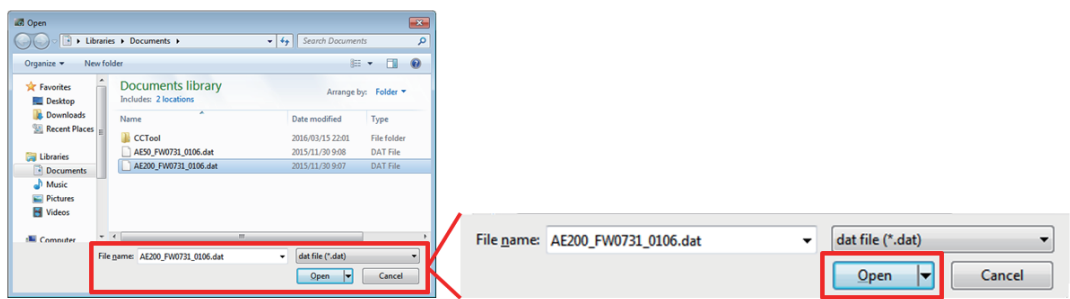 Open
Libraries ▸ Documents ▸
Search Documents
Organize ▾ New folder
Favorites
Desktop
Downloads
Recent Places
Libraries
Documents
Music
Pictures
Videos
Computer
Documents library
Includes: 2 locations
Arrange by: Folder ▾
Name Date modified Type
CCTool 2016/03/15 22:01 File folder
AE50_FW0731_0106.dat 2015/11/30 9:08 DAT File
AE200_FW0731_0106.dat 2015/11/30 9:07 DAT File
File name: AE200_FW0731_0106.dat dat file (*.dat)
Open Cancel
File name: AE200_FW0731_0106.dat dat file (*.dat)
Open Cancel